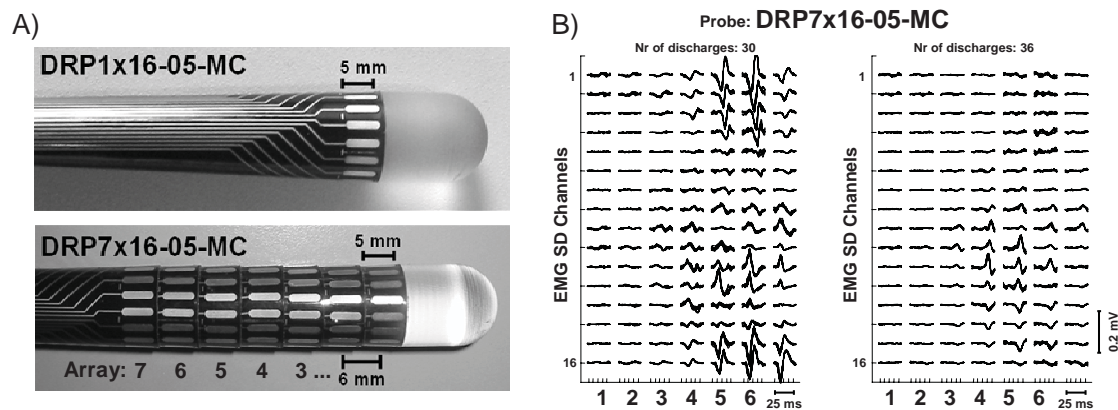 A)
DRP1x16-05-MC
5 mm
DRP7x16-05-MC
5 mm
Array: 7 6 5 4 3 ...
6 mm
B)
Probe: DRP7x16-05-MC
Nr of discharges: 30
Nr of discharges: 36
EMG SD Channels
1
16
1 2 3 4 5 6
25 ms
EMG SD Channels
1
16
1 2 3 4 5 6
25 ms
0.2 mV